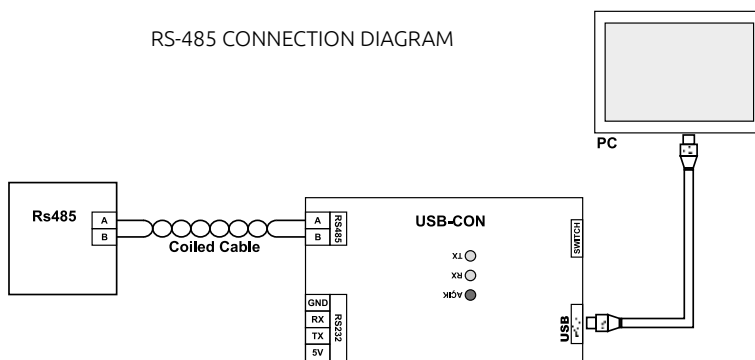 RS-485 CONNECTION DIAGRAM
PC
Rs485
A
B
Coiled Cable
A
B
RS485
USB-CON
SWITCH
TX
RX
AÇIK
GND
RX
TX
5V
RS232
USB